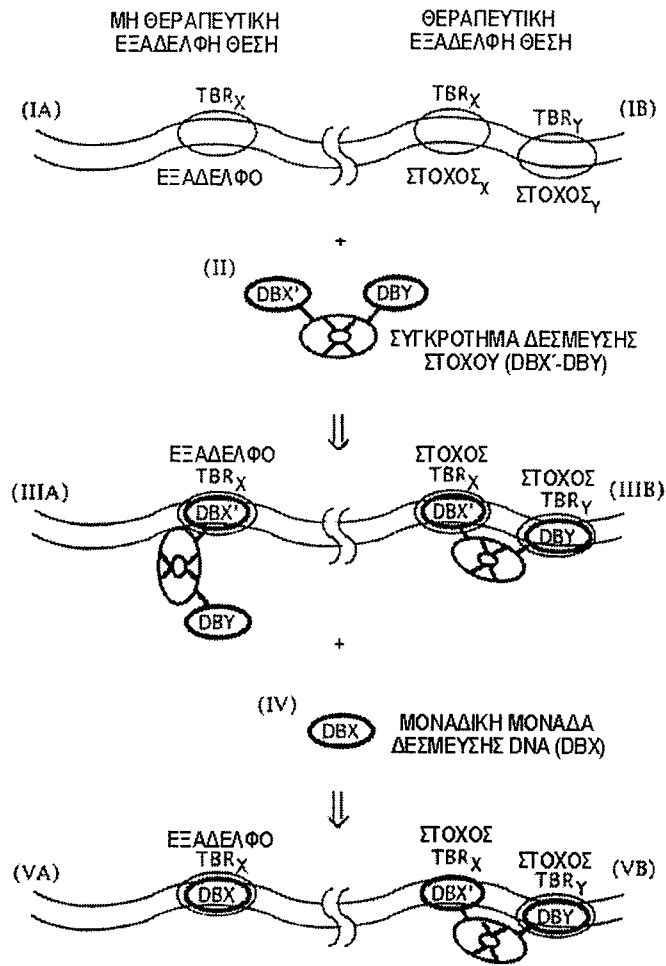 ΜΗ ΘΕΡΑΠΕΥΤΙΚΗ
ΕΞΑΔΕΛΦΗ ΘΕΣΗ
ΘΕΡΑΠΕΥΤΙΚΗ
ΕΞΑΔΕΛΦΗ ΘΕΣΗ
(IA)
TBRX
TBRX
TBRY
(IB)
ΕΞΑΔΕΛΦΟ
ΣΤΟΧΟΣX
ΣΤΟΧΟΣY
+
(II)
DBX'
DBY
ΣΥΓΚΡΟΤΗΜΑ ΔΕΣΜΕΥΣΗΣ
ΣΤΟΧΟΥ (DBX'-DBY)
⇓
(IIIA)
ΕΞΑΔΕΛΦΟ
TBRX
DBX'
DBY
ΣΤΟΧΟΣ
TBRX
DBX'
ΣΤΟΧΟΣ
TBRY
DBY
(IIIB)
+
(IV)
DBX
ΜΟΝΑΔΙΚΗ ΜΟΝΑΔΑ
ΔΕΣΜΕΥΣΗΣ DNA (DBX)
⇓
(VA)
ΕΞΑΔΕΛΦΟ
TBRX
DBX
ΣΤΟΧΟΣ
TBRX
DBX'
ΣΤΟΧΟΣ
TBRY
DBY
(VB)